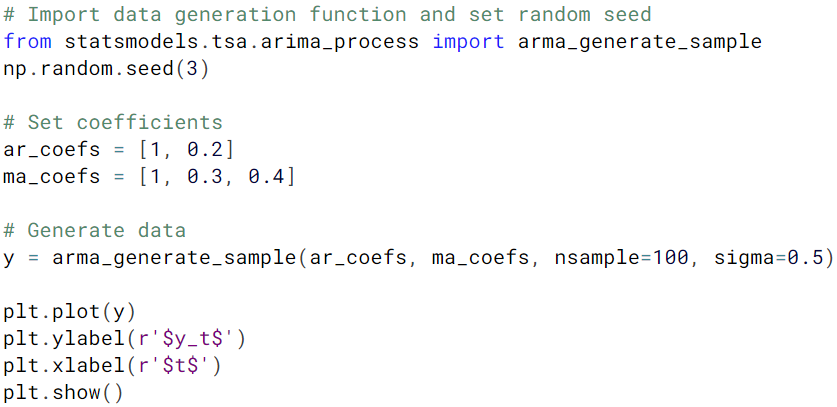 # Import data generation function and set random seed
from statsmodels.tsa.arima_process import arma_generate_sample
np.random.seed(3)
# Set coefficients
ar_coefs = [1, 0.2]
ma_coefs = [1, 0.3, 0.4]
# Generate data
y = arma_generate_sample(ar_coefs, ma_coefs, nsample=100, sigma=0.5)
plt.plot(y)
plt.ylabel(r'$y_t$')
plt.xlabel(r'$t$')
plt.show()